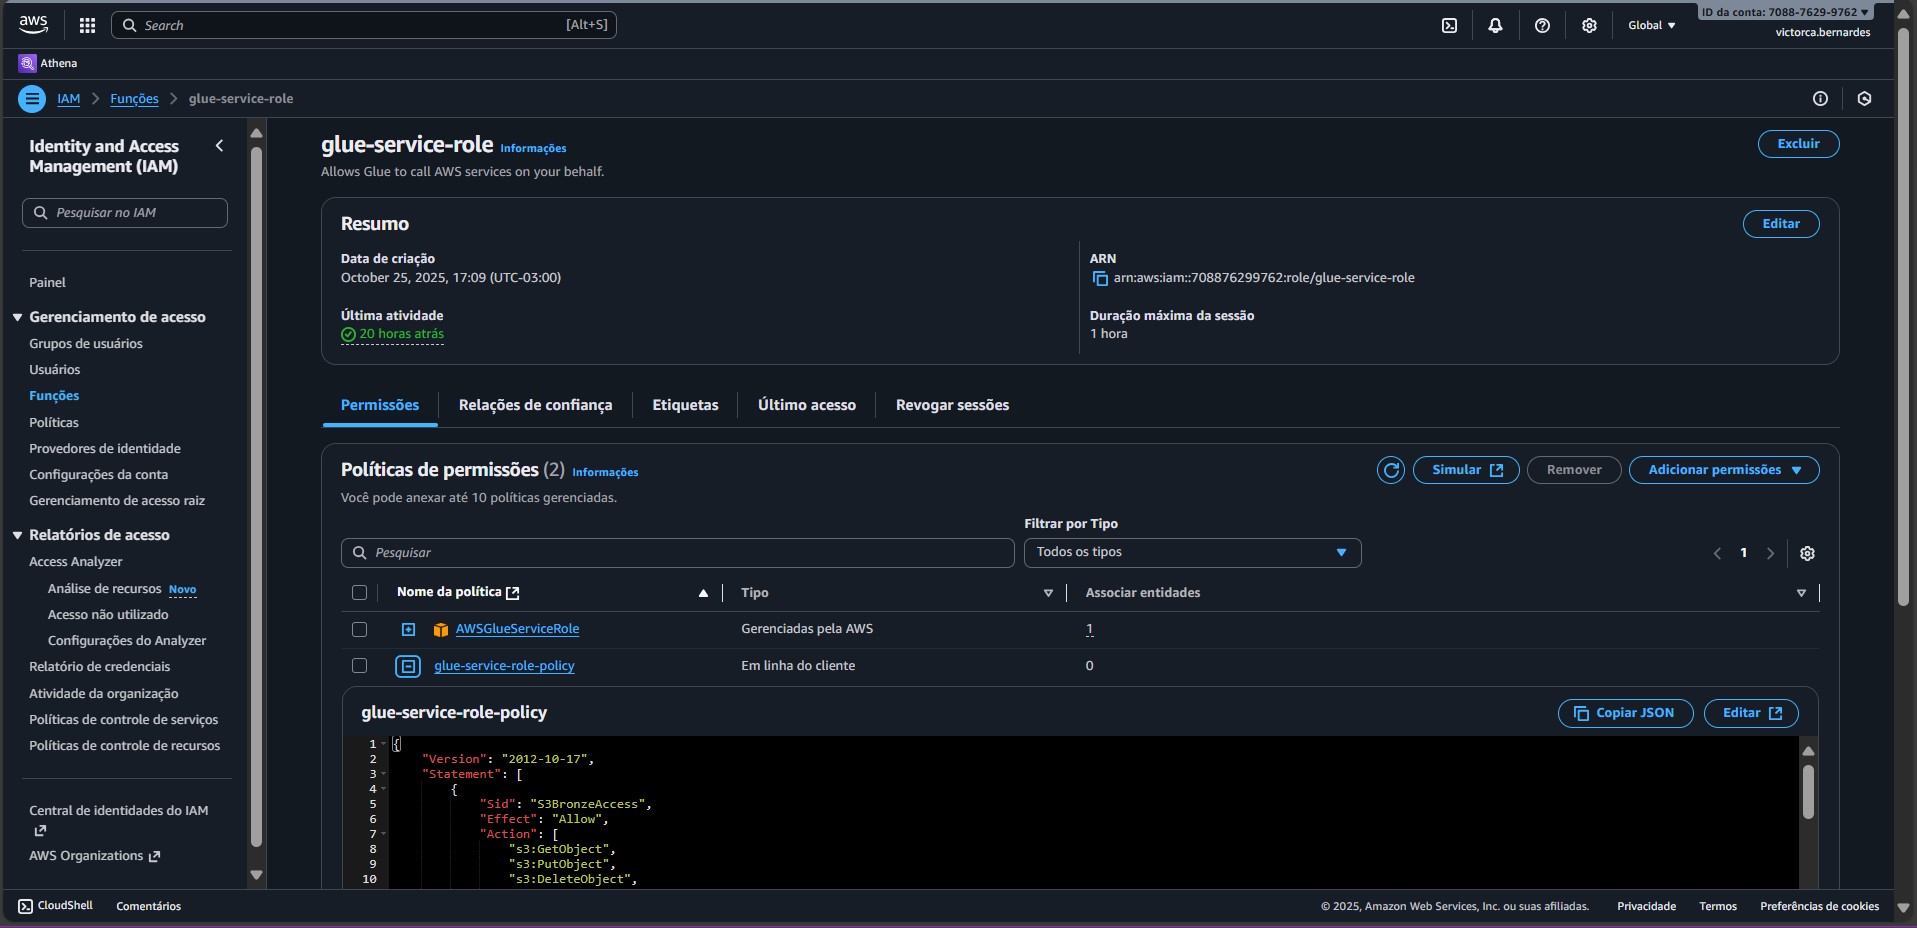 aws
Search [Alt+S]
Global
ID da conta: 7088-7629-9762
victorca.bernardes
Athena
IAM > Funções > glue-service-role
Identity and Access
Management (IAM)
Pesquisar no IAM
Painel
Gerenciamento de acesso
Grupos de usuários
Usuários
Funções
Políticas
Provedores de identidade
Configurações da conta
Gerenciamento de acesso raiz
Relatórios de acesso
Access Analyzer
Análise de recursos Novo
Acesso não utilizado
Configurações do Analyzer
Relatório de credenciais
Atividade da organização
Políticas de controle de serviços
Políticas de controle de recursos
Central de identidades do IAM
AWS Organizations
glue-service-role Informações
Excluir
Allows Glue to call AWS services on your behalf.
Resumo
Editar
Data de criação
October 25, 2025, 17:09 (UTC-03:00)
ARN
arn:aws:iam::708876299762:role/glue-service-role
Última atividade
20 horas atrás
Duração máxima da sessão
1 hora
Permissões
Relações de confiança
Etiquetas
Último acesso
Revogar sessões
Políticas de permissões (2) Informações
Simular
Remover
Adicionar permissões
Você pode anexar até 10 políticas gerenciadas.
Filtrar por Tipo
Pesquisar
Todos os tipos
1
Nome da política
Tipo
Associar entidades
AWSGlueServiceRole
Gerenciadas pela AWS
1
glue-service-role-policy
Em linha do cliente
0
glue-service-role-policy
Copiar JSON
Editar
1 {
2 "Version": "2012-10-17",
3 "Statement": [
4 {
5 "Sid": "S3BronzeAccess",
6 "Effect": "Allow",
7 "Action": [
8 "s3:GetObject",
9 "s3:PutObject",
10 "s3:DeleteObject",
CloudShell
Comentários
© 2025, Amazon Web Services, Inc. ou suas afiliadas.
Privacidade
Termos
Preferências de cookies